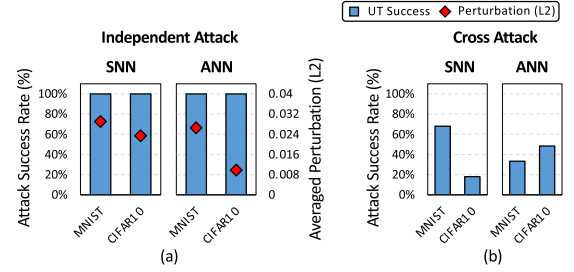 UT Success Perturbation (L2)
Independent Attack
Cross Attack
SNN ANN
SNN ANN
Attack Success Rate (%)
100%
80%
60%
40%
20%
0%
0.04
0.032
0.024
0.016
0.008
0
Averaged Perturbation (L2)
MNIST
CIFAR10
MNIST
CIFAR10
(a)
Attack Success Rate (%)
100%
80%
60%
40%
20%
0%
MNIST
CIFAR10
MNIST
CIFAR10
(b)